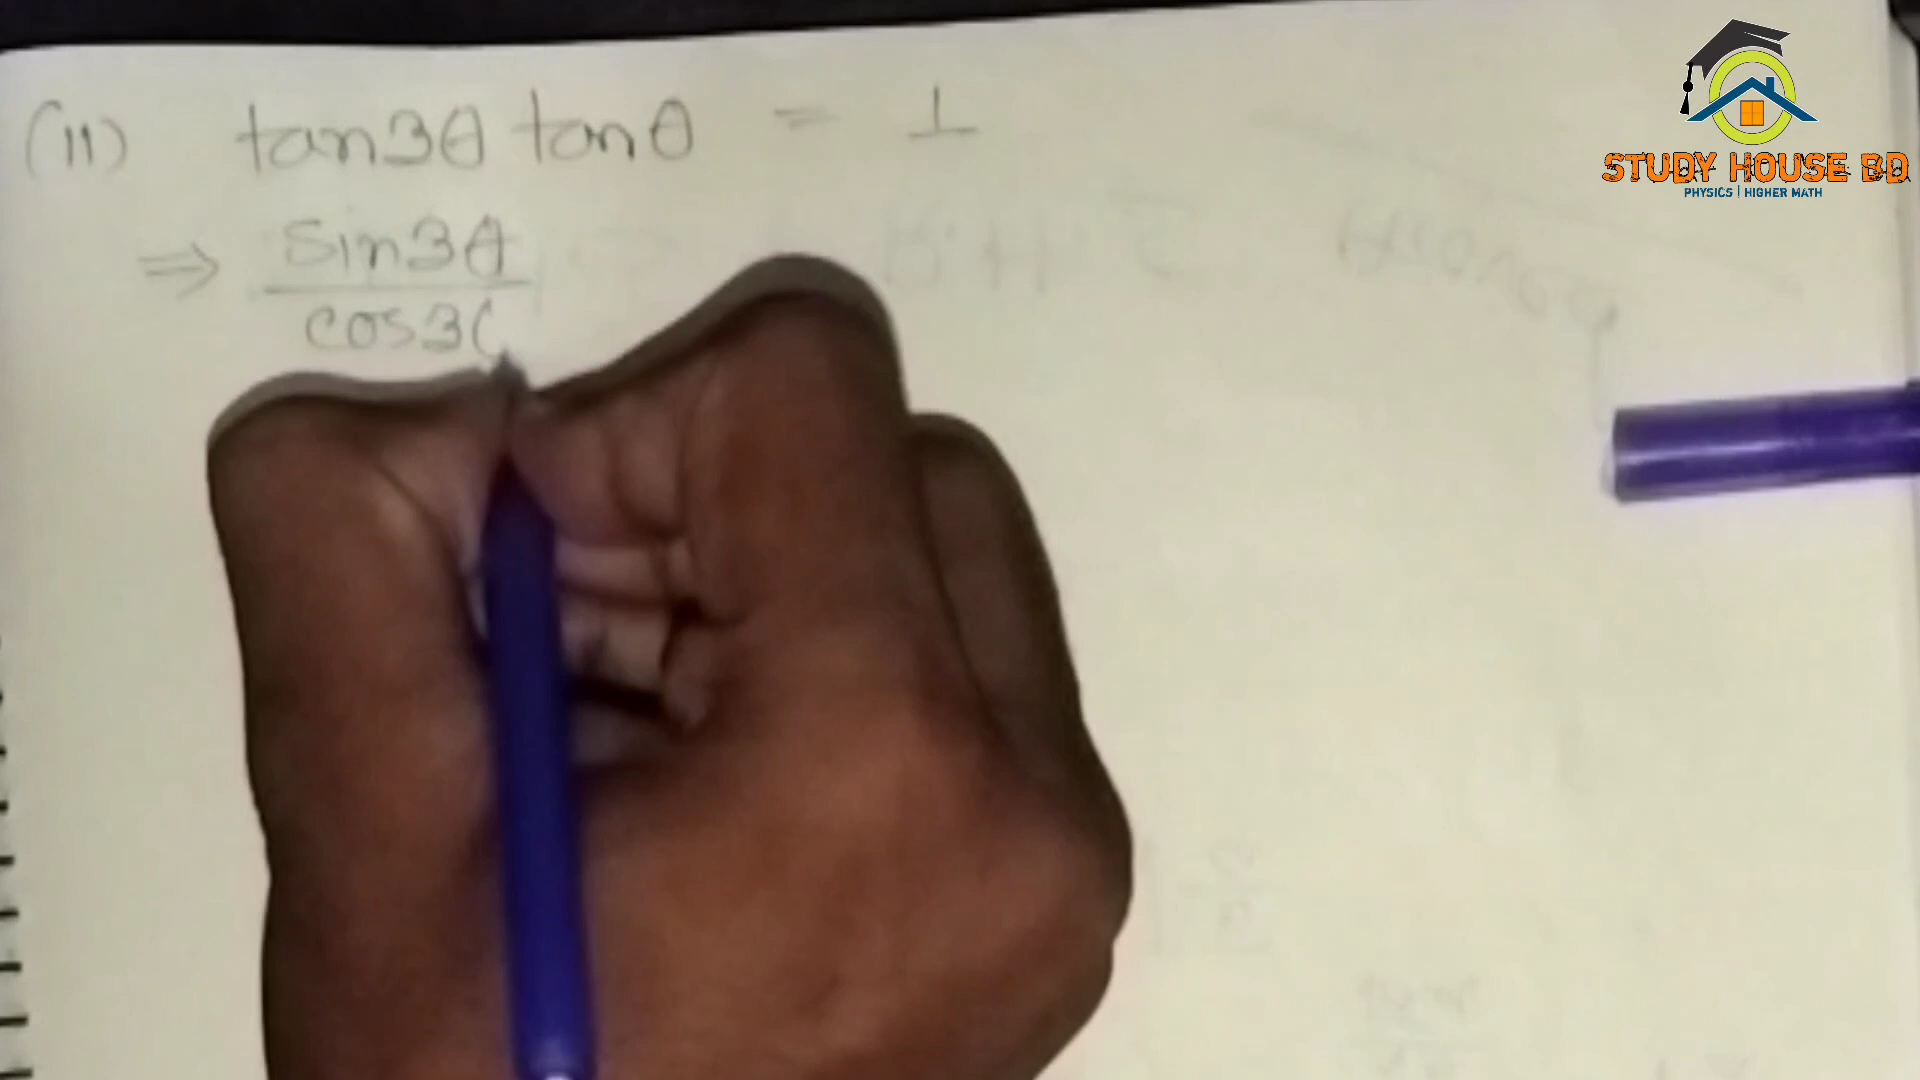 (ii) tan3θ tanθ = 1
⇒ sin3θ
cos3(
STUDY HOUSE BD
PHYSICS | HIGHER MATH